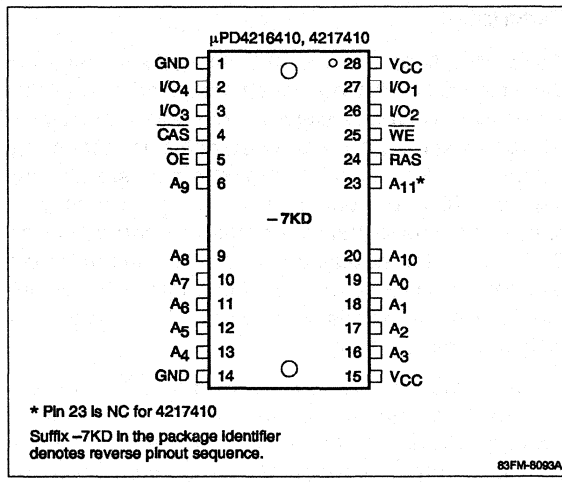 μPD4216410, 4217410
GND 1 28 VCC
I/O4 2 27 I/O1
I/O3 3 26 I/O2
CAS 4 25 WE
OE 5 24 RAS
A9 6 23 A11*
–7KD
A8 9 20 A10
A7 10 19 A0
A6 11 18 A1
A5 12 17 A2
A4 13 16 A3
GND 14 15 VCC
* Pin 23 is NC for 4217410
Suffix –7KD in the package identifier
denotes reverse pinout sequence.
83FM-8093A